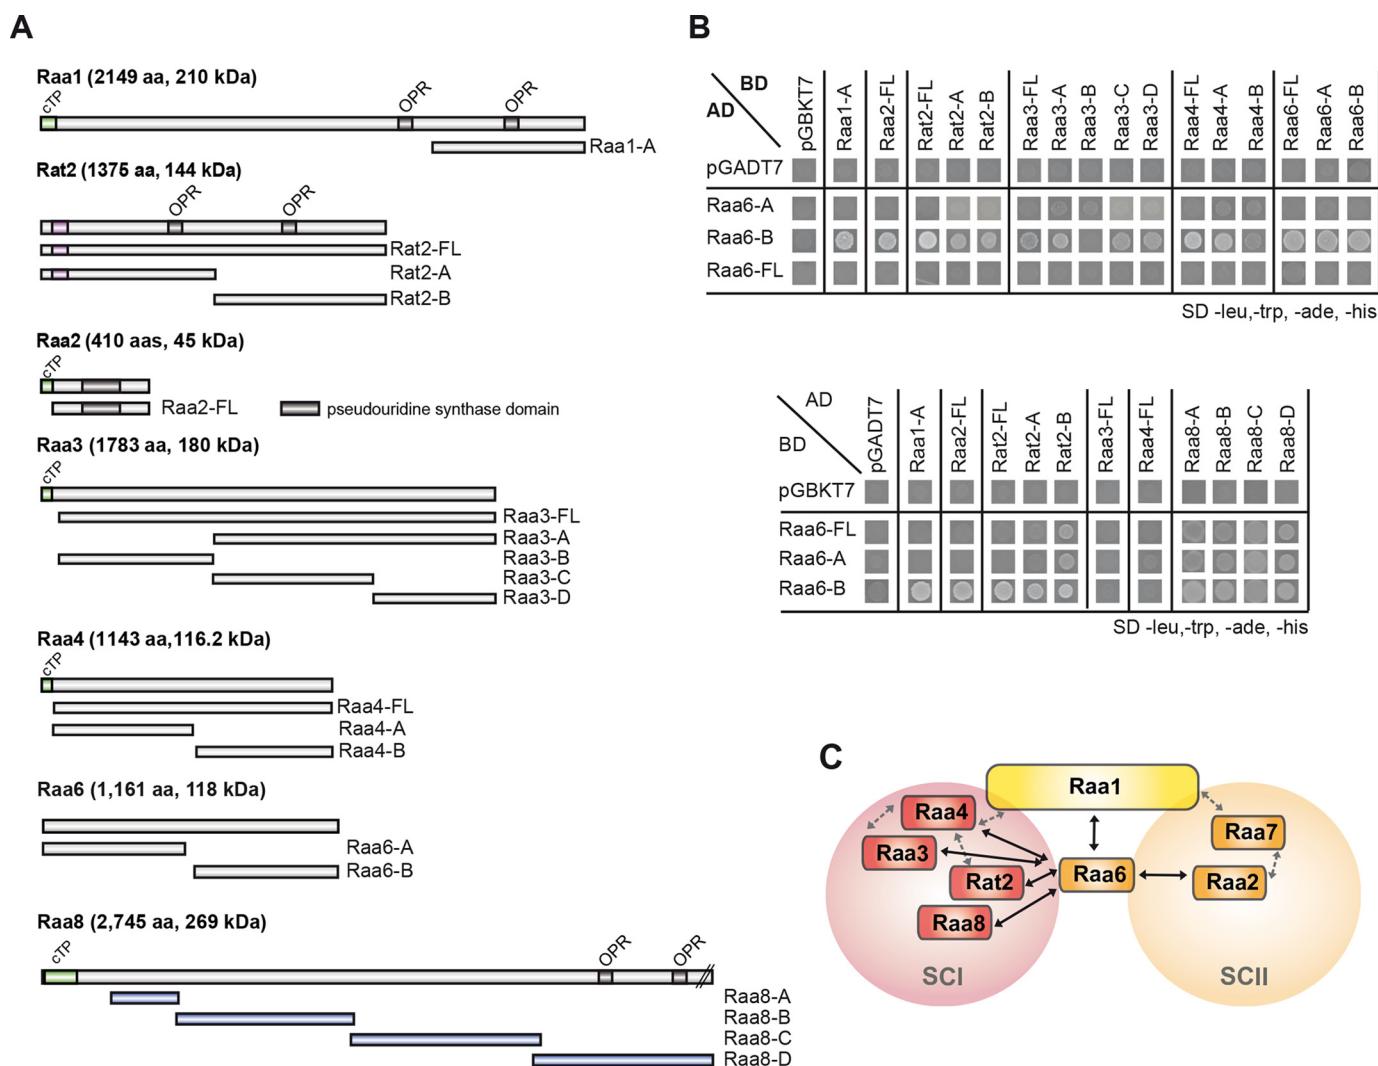 A
Raa1 (2149 aa, 210 kDa)
cTP
OPR
OPR
Raa1-A
Rat2 (1375 aa, 144 kDa)
OPR
OPR
Rat2-FL
Rat2-A
Rat2-B
Raa2 (410 aas, 45 kDa)
cTP
Raa2-FL
pseudouridine synthase domain
Raa3 (1783 aa, 180 kDa)
cTP
Raa3-FL
Raa3-A
Raa3-B
Raa3-C
Raa3-D
Raa4 (1143 aa,116.2 kDa)
cTP
Raa4-FL
Raa4-A
Raa4-B
Raa6 (1,161 aa, 118 kDa)
Raa6-A
Raa6-B
Raa8 (2,745 aa, 269 kDa)
cTP
OPR
OPR
Raa8-A
Raa8-B
Raa8-C
Raa8-D
B
BD
AD
pGBKT7
Raa1-A
Raa2-FL
Rat2-FL
Rat2-A
Rat2-B
Raa3-FL
Raa3-A
Raa3-B
Raa3-C
Raa3-D
Raa4-FL
Raa4-A
Raa4-B
Raa6-FL
Raa6-A
Raa6-B
pGADT7
Raa6-A
Raa6-B
Raa6-FL
SD -leu,-trp, -ade, -his
AD
BD
pGADT7
Raa1-A
Raa2-FL
Rat2-FL
Rat2-A
Rat2-B
Raa3-FL
Raa4-FL
Raa8-A
Raa8-B
Raa8-C
Raa8-D
pGBKT7
Raa6-FL
Raa6-A
Raa6-B
SD -leu,-trp, -ade, -his
C
Raa1
Raa4
Raa3
Rat2
Raa8
Raa6
Raa7
Raa2
SCI
SCII